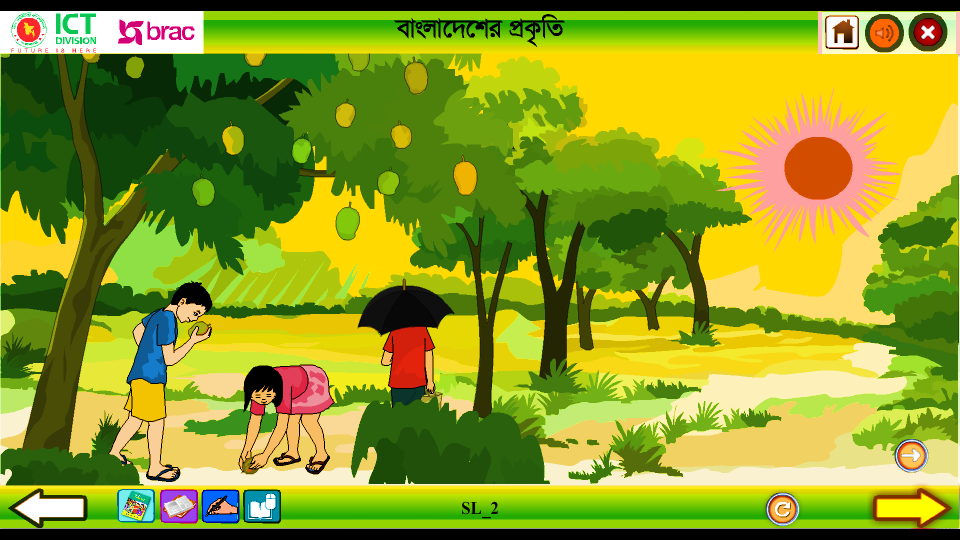 ICT
DIVISION
FUTURE IS HERE
brac
বাংলাদেশের প্রকৃতি
SL_2